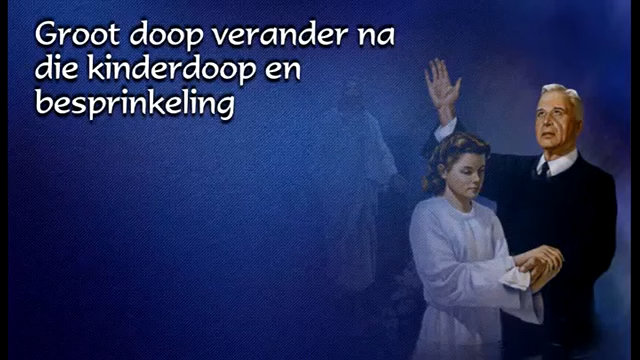 Groot doop verander na
die kinderdoop en
besprinkeling